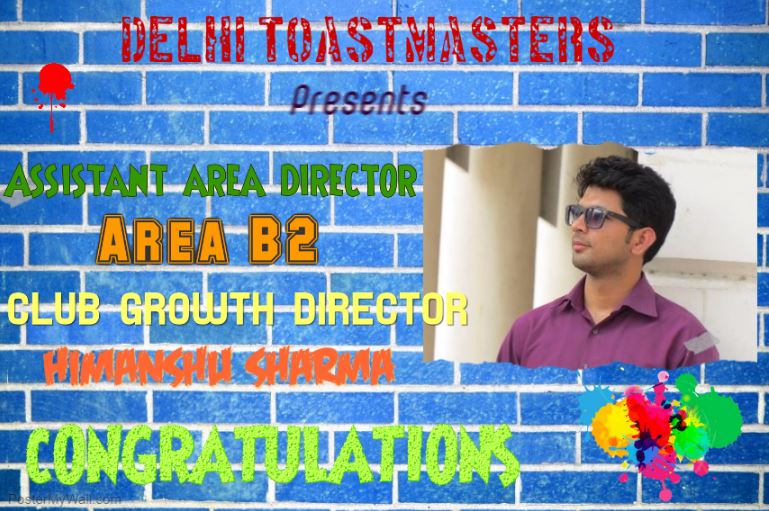 DELHI TOASTMASTERS
Presents
ASSISTANT AREA DIRECTOR
AREA B2
CLUB GROWTH DIRECTOR
HIMANSHU SHARMA
CONGRATULATIONS
PosterMyWall.com